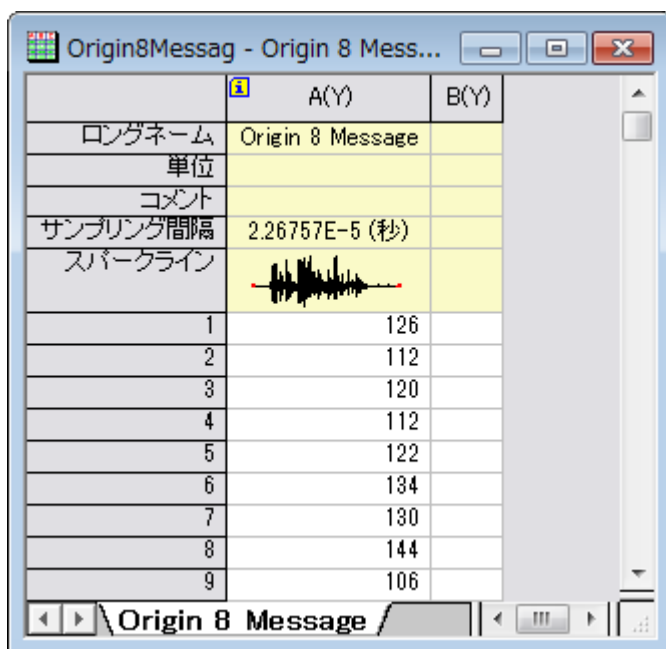 Origin8Messag - Origin 8 Mess...
A(Y) B(Y)
ロングネーム Origin 8 Message
単位
コメント
サンプリング間隔 2.26757E-5 (秒)
スパークライン
1 126
2 112
3 120
4 112
5 122
6 134
7 130
8 144
9 106
Origin 8 Message